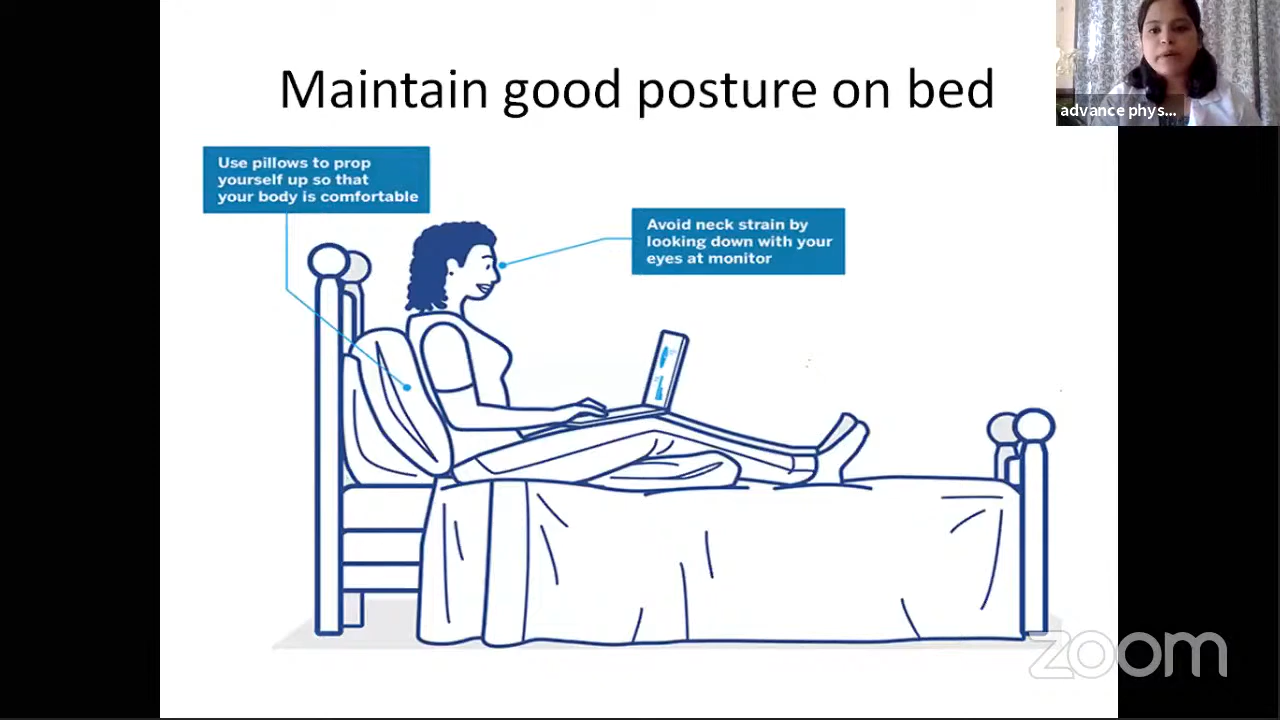 Maintain good posture on bed
advance phys...
Use pillows to prop
yourself up so that
your body is comfortable
Avoid neck strain by
looking down with your
eyes at monitor
zoom